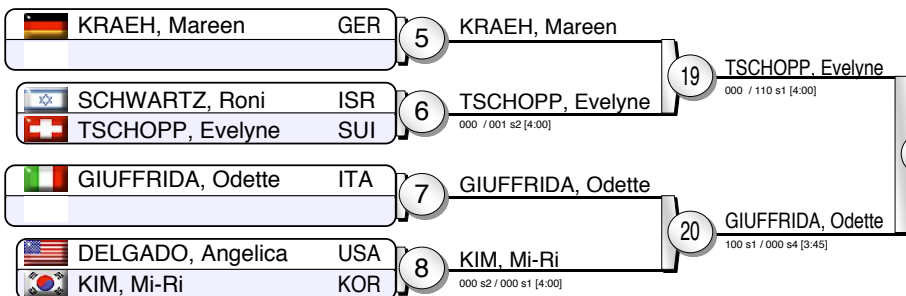 KRAEH, Mareen GER
5
KRAEH, Mareen
19
TSCHOPP, Evelyne
000 / 110 s1 [4:00]
SCHWARTZ, Roni ISR
TSCHOPP, Evelyne SUI
6
TSCHOPP, Evelyne
000 / 001 s2 [4:00]
GIUFFRIDA, Odette ITA
7
GIUFFRIDA, Odette
20
GIUFFRIDA, Odette
100 s1 / 000 s4 [3:45]
DELGADO, Angelica USA
KIM, Mi-Ri KOR
8
KIM, Mi-Ri
000 s2 / 000 s1 [4:00]